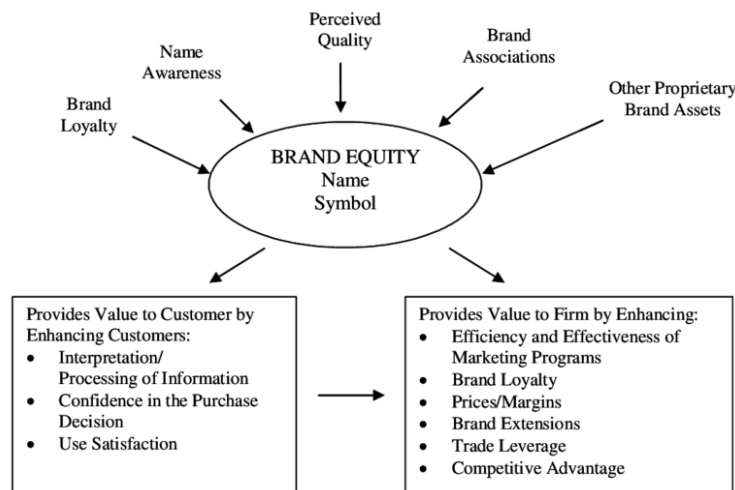 Perceived
Quality
Name
Awareness
Brand
Associations
Brand
Loyalty
Other Proprietary
Brand Assets
BRAND EQUITY
Name
Symbol
Provides Value to Customer by
Enhancing Customers:
• Interpretation/
Processing of Information
• Confidence in the Purchase
Decision
• Use Satisfaction
Provides Value to Firm by Enhancing:
• Efficiency and Effectiveness of
Marketing Programs
• Brand Loyalty
• Prices/Margins
• Brand Extensions
• Trade Leverage
• Competitive Advantage